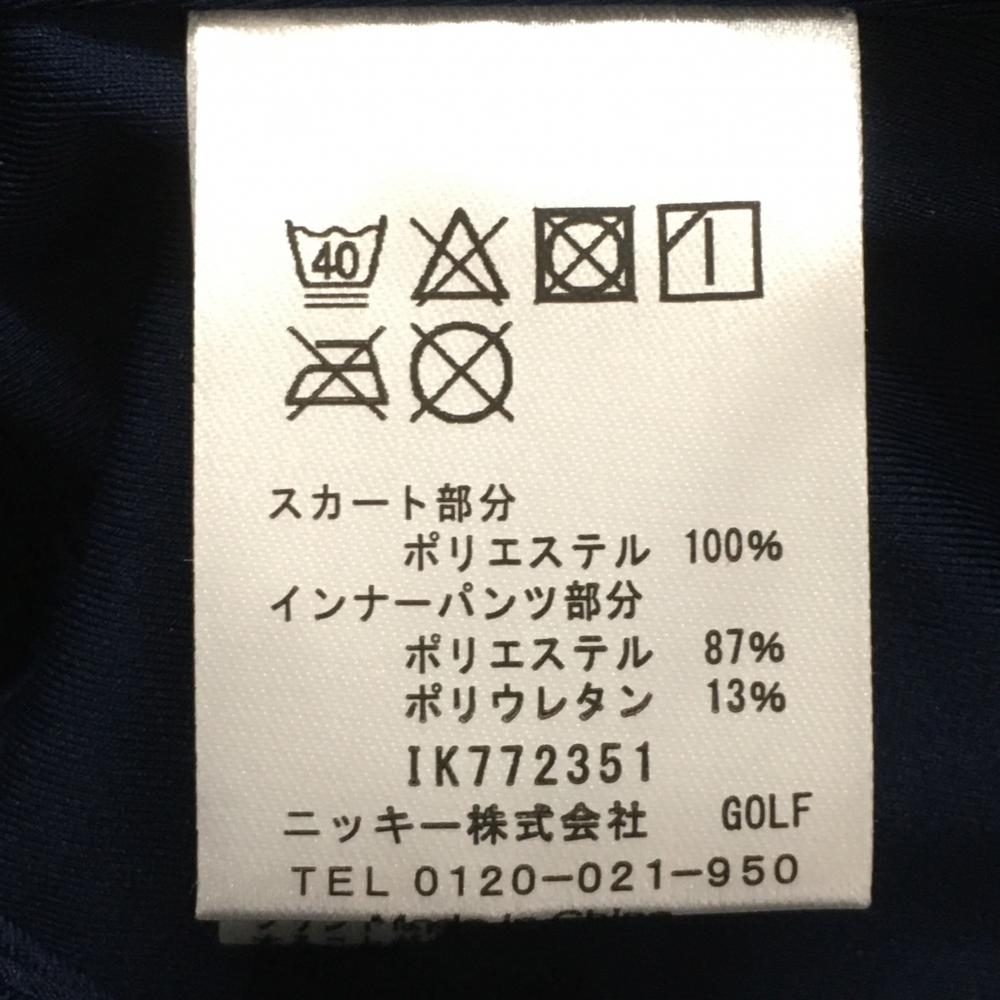 40
スカート部分
ポリエステル 100%
インナーパンツ部分
ポリエステル 87%
ポリウレタン 13%
IK772351
ニッキー株式会社 GOLF
TEL 0120-021-950